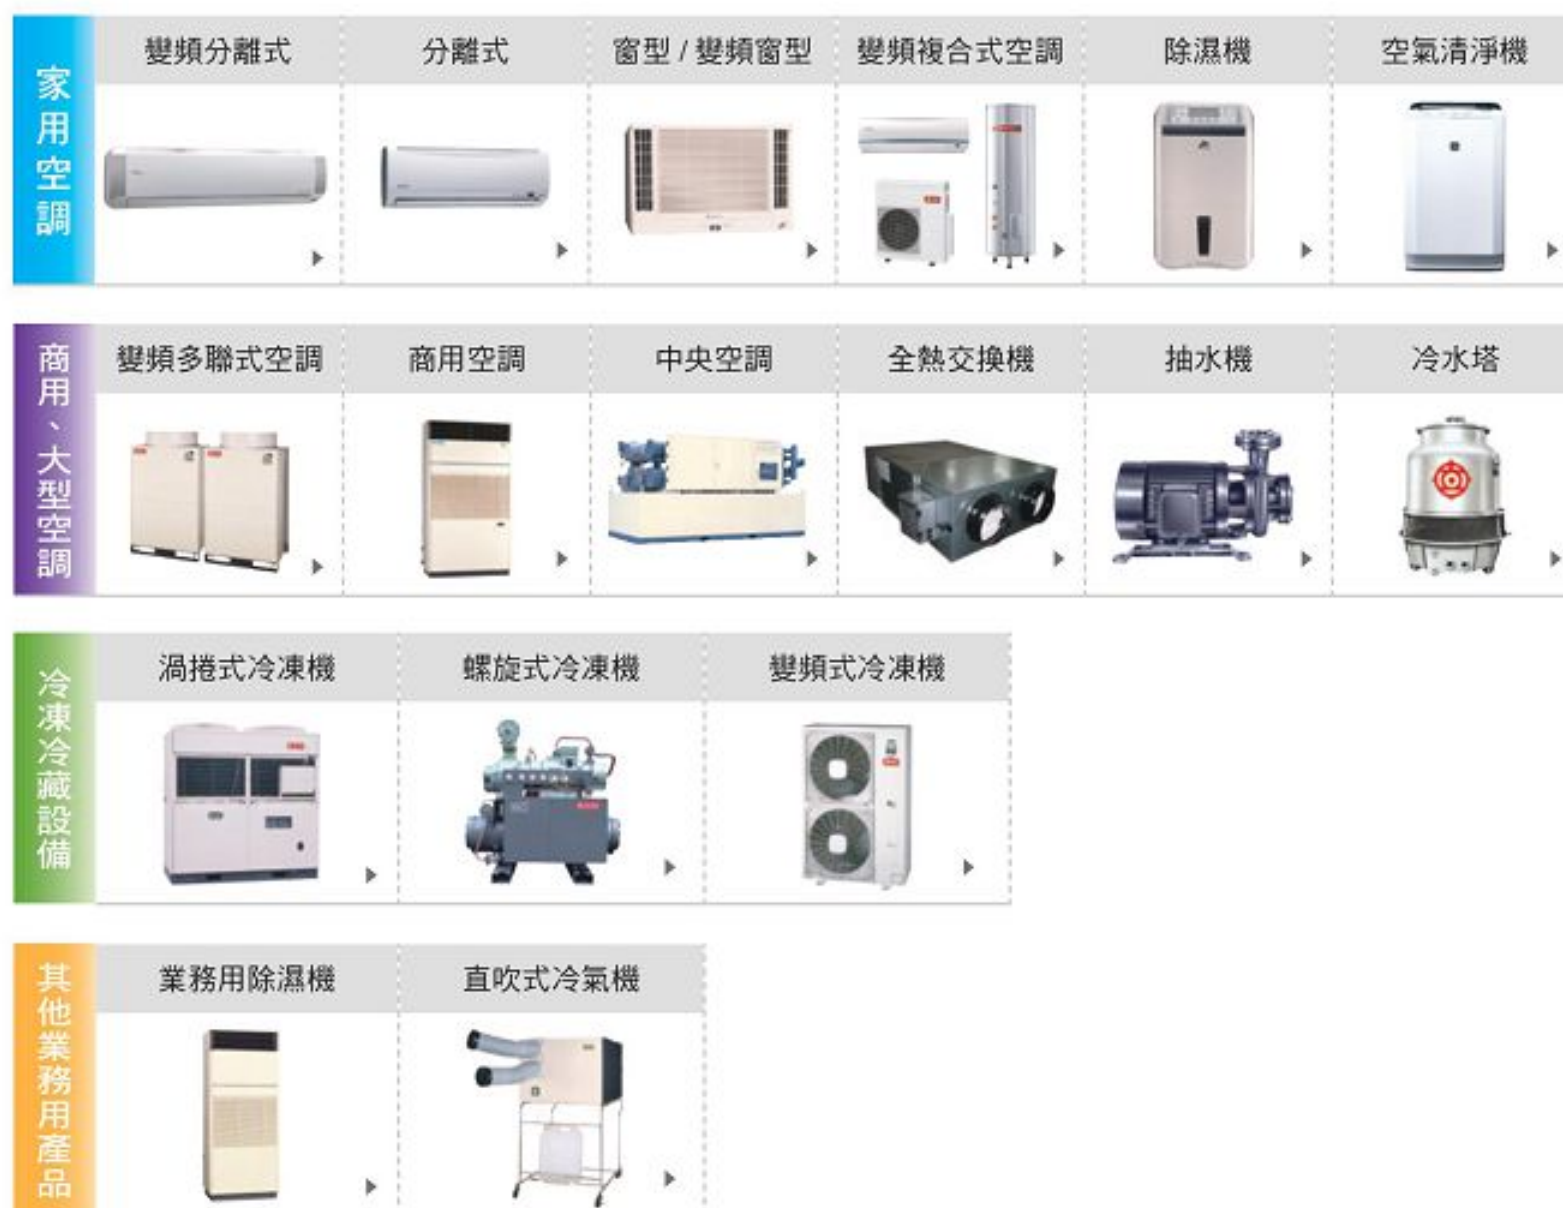 家用空調
變頻分離式
分離式
窗型 / 變頻窗型
變頻複合式空調
除濕機
空氣清淨機
商用、大型空調
變頻多聯式空調
商用空調
中央空調
全熱交換機
抽水機
冷水塔
冷凍冷藏設備
渦捲式冷凍機
螺旋式冷凍機
變頻式冷凍機
其他業務用產品
業務用除濕機
直吹式冷氣機